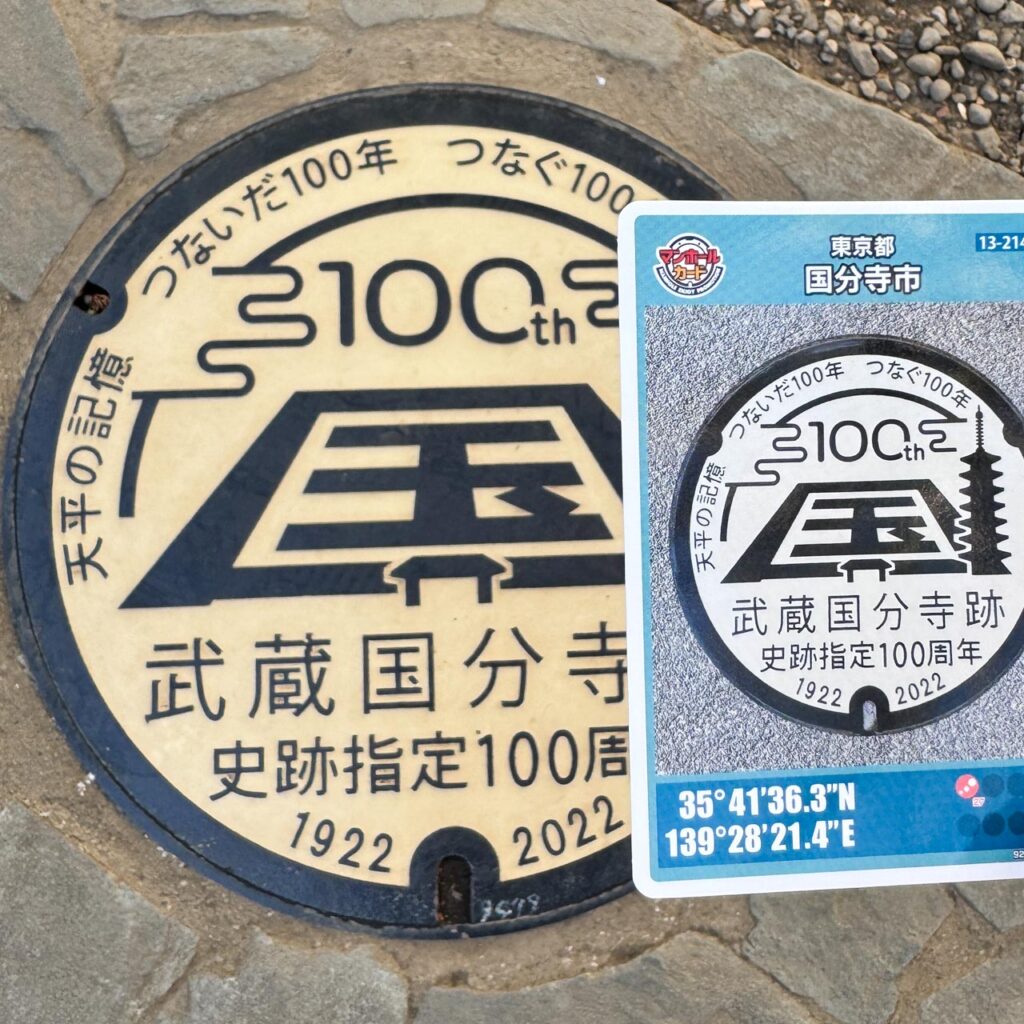 つないだ100年 つなぐ100
天平の記憶
100th
国
武蔵国分寺
史跡指定100周
1922 2022
マンホール
カード
東京都
国分寺市
13-214
つないだ100年 つなぐ100年
天平の記憶
100th
国
武蔵国分寺跡
史跡指定100周年
1922 2022
35°41'36.3"N
139°28'21.4"E